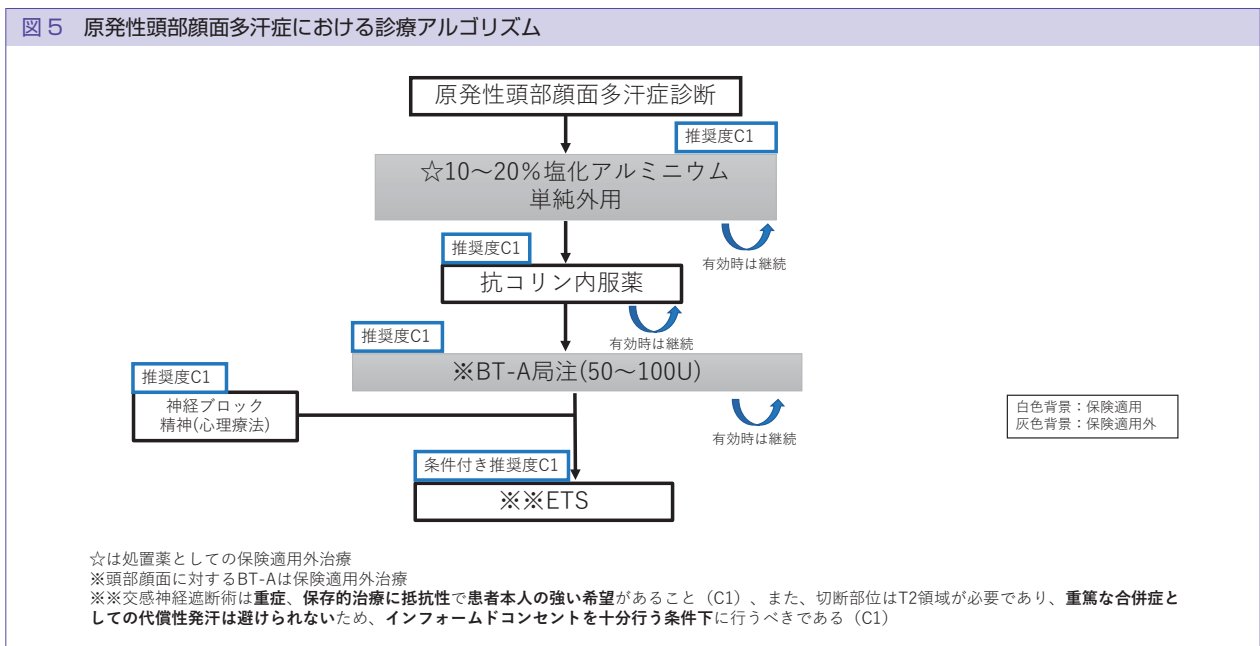 図5 原発性頭部顔面多汗症における診療アルゴリズム
原発性頭部顔面多汗症診断
推奨度C1
☆10～20％塩化アルミニウム
単純外用
有効時は継続
推奨度C1
抗コリン内服薬
有効時は継続
推奨度C1
※BT-A局注(50～100U)
有効時は継続
推奨度C1
神経ブロック
精神(心理療法)
白色背景：保険適用
灰色背景：保険適用外
条件付き推奨度C1
※※ETS
☆は処置薬としての保険適用外治療
※頭部顔面に対するBT-Aは保険適用外治療
※※交感神経遮断術は重症、保存的治療に抵抗性で患者本人の強い希望があること（C1）、また、切断部位はT2領域が必要であり、重篤な合併症と
しての代償性発汗は避けられないため、インフォームドコンセントを十分行う条件下に行うべきである（C1）